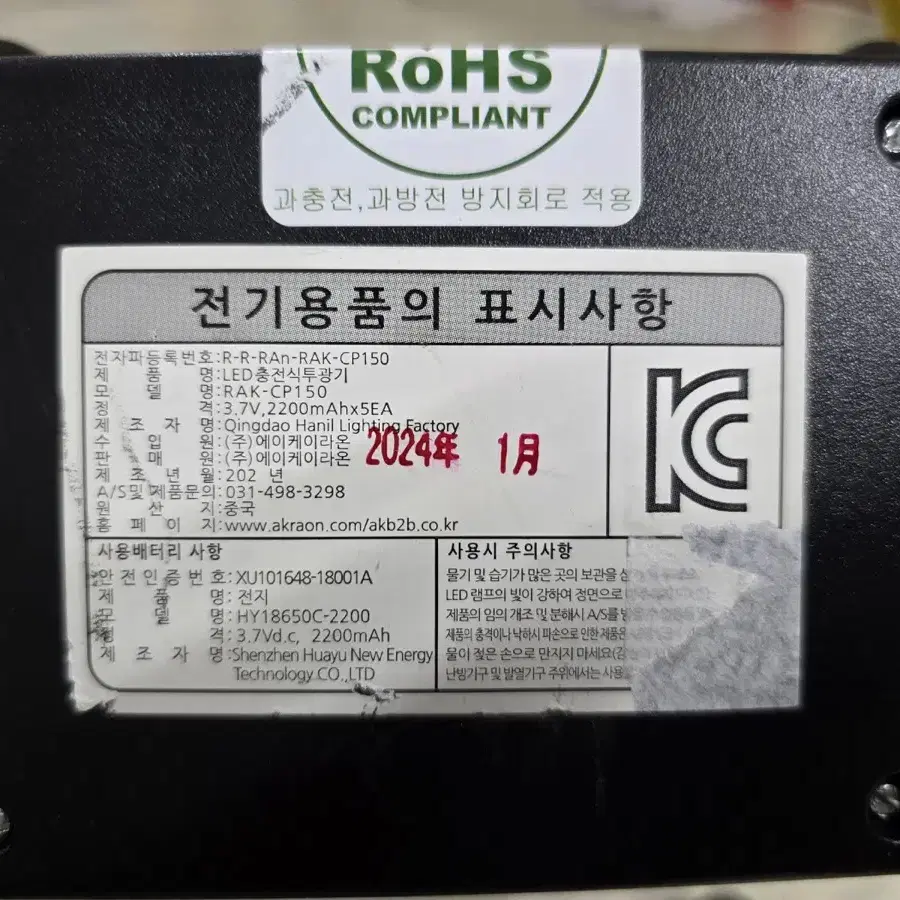 RoHS
COMPLIANT
과충전,과방전 방지회로 적용
전기용품의 표시사항
전자파등록번호:R-R-RAn-RAK-CP150
제 품 명:LED충전식투광기
모 델 명:RAK-CP150
정 격:3.7V,2200mAhx5EA
제 조 자 명:Qingdao Hanil Lighting Factory
수 입 원:(주)에이케이라온
판 매 원:(주)에이케이라온
2024年 1月
제 조 년 월:202 년
A/S및 제품문의:031-498-3298
원 산 지:중국
홈 페 이 지:www.akraon.com/akb2b.co.kr
사용배터리 사항
안전인증번호:XU101648-18001A
제 품 명:전지
모 델 명:HY18650C-2200
정 격:3.7Vd.c, 2200mAh
제 조 자 명:Shenzhen Huayu New Energy
Technology CO.,LTD
사용시 주의사항
물기 및 습기가 많은 곳의 보관을
LED 램프의 빛이 강하여 정면으로
제품의 임의 개조 및 분해시 A/S를
제품의 충격이나 낙하시 파손으로 인한 제품은
물이 젖은 손으로 만지지 마세요
난방기구 및 발열기구 주위에서는 사용